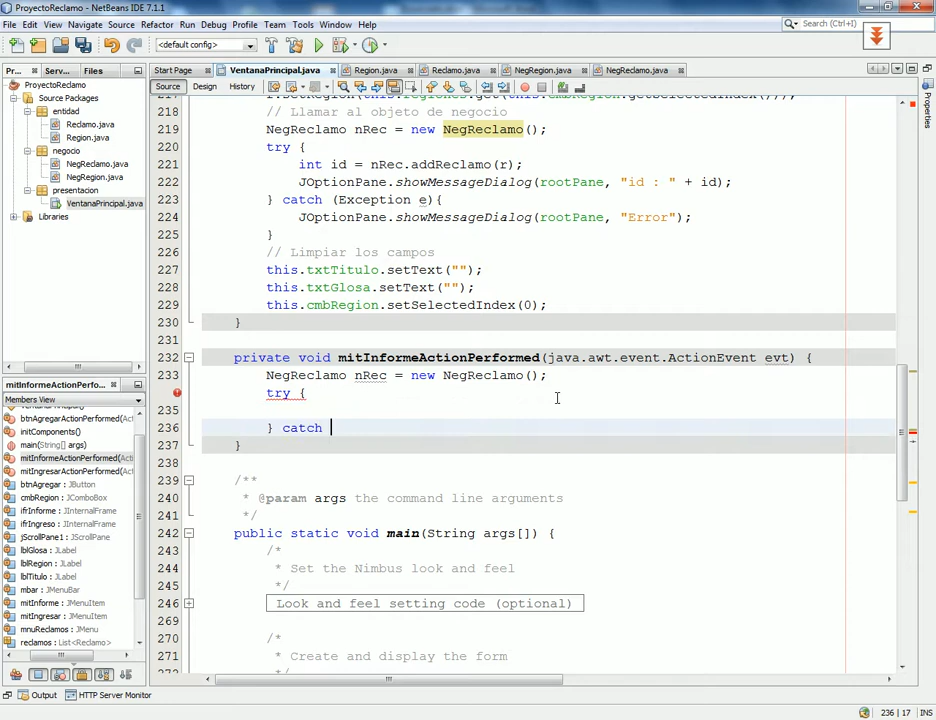 ProyectoReclamo - NetBeans IDE 7.1.1
File Edit View Navigate Source Refactor Run Debug Profile Team Tools Window Help
<default config>
Search (Ctrl+I)
Pr... Serv... Files
Start Page VentanaPrincipal.java Region.java Reclamo.java NegRegion.java NegReclamo.java
Source Design History
ProyectoReclamo
Source Packages
entidad
Reclamo.java
Region.java
negocio
NegReclamo.java
NegRegion.java
presentacion
VentanaPrincipal.java
Libraries
218 // Llamar al objeto de negocio
219 NegReclamo nRec = new NegReclamo();
220 try {
221 int id = nRec.addReclamo(r);
222 JOptionPane.showMessageDialog(rootPane, "id : " + id);
223 } catch (Exception e){
224 JOptionPane.showMessageDialog(rootPane, "Error");
225 }
226 // Limpiar los campos
227 this.txtTitulo.setText("");
228 this.txtGlosa.setText("");
229 this.cmbRegion.setSelectedIndex(0);
230 }
231
232 private void mitInformeActionPerformed(java.awt.event.ActionEvent evt) {
233 NegReclamo nRec = new NegReclamo();
try {
235
236 } catch
237 }
238
239 /**
240 * @param args the command line arguments
241 */
242 public static void main(String args[]) {
243 /*
244 * Set the Nimbus look and feel
245 */
246 Look and feel setting code (optional)
269
270 /*
271 * Create and display the form
mitInformeActionPerfo...
Members View
btnAgregarActionPerformed(Act
initComponents()
main(String[] args)
mitInformeActionPerformed(Act
mitIngresarActionPerformed(Act
btnAgregar : JButton
cmbRegion : JComboBox
ifrInforme : JInternalFrame
ifrIngreso : JInternalFrame
jScrollPane1 : JScrollPane
lblGlosa : JLabel
lblRegion : JLabel
lblTitulo : JLabel
mbar : JMenuBar
mitInforme : JMenuItem
mitIngresar : JMenuItem
mnuReclamos : JMenu
reclamos : List<Reclamo>
Properties
Output HTTP Server Monitor
236 | 17 INS